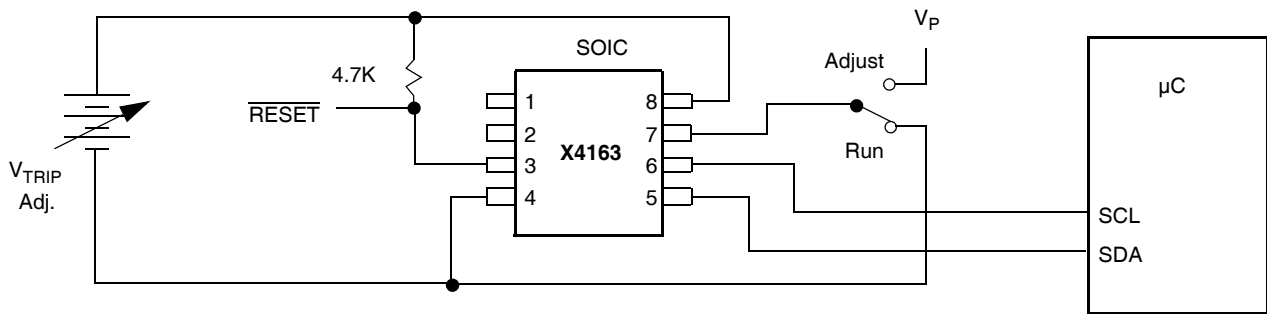 V_P
SOIC
Adjust
4.7K
µC
1
8
RESET
2
7
X4163
Run
3
6
V_TRIP
Adj.
4
5
SCL
SDA